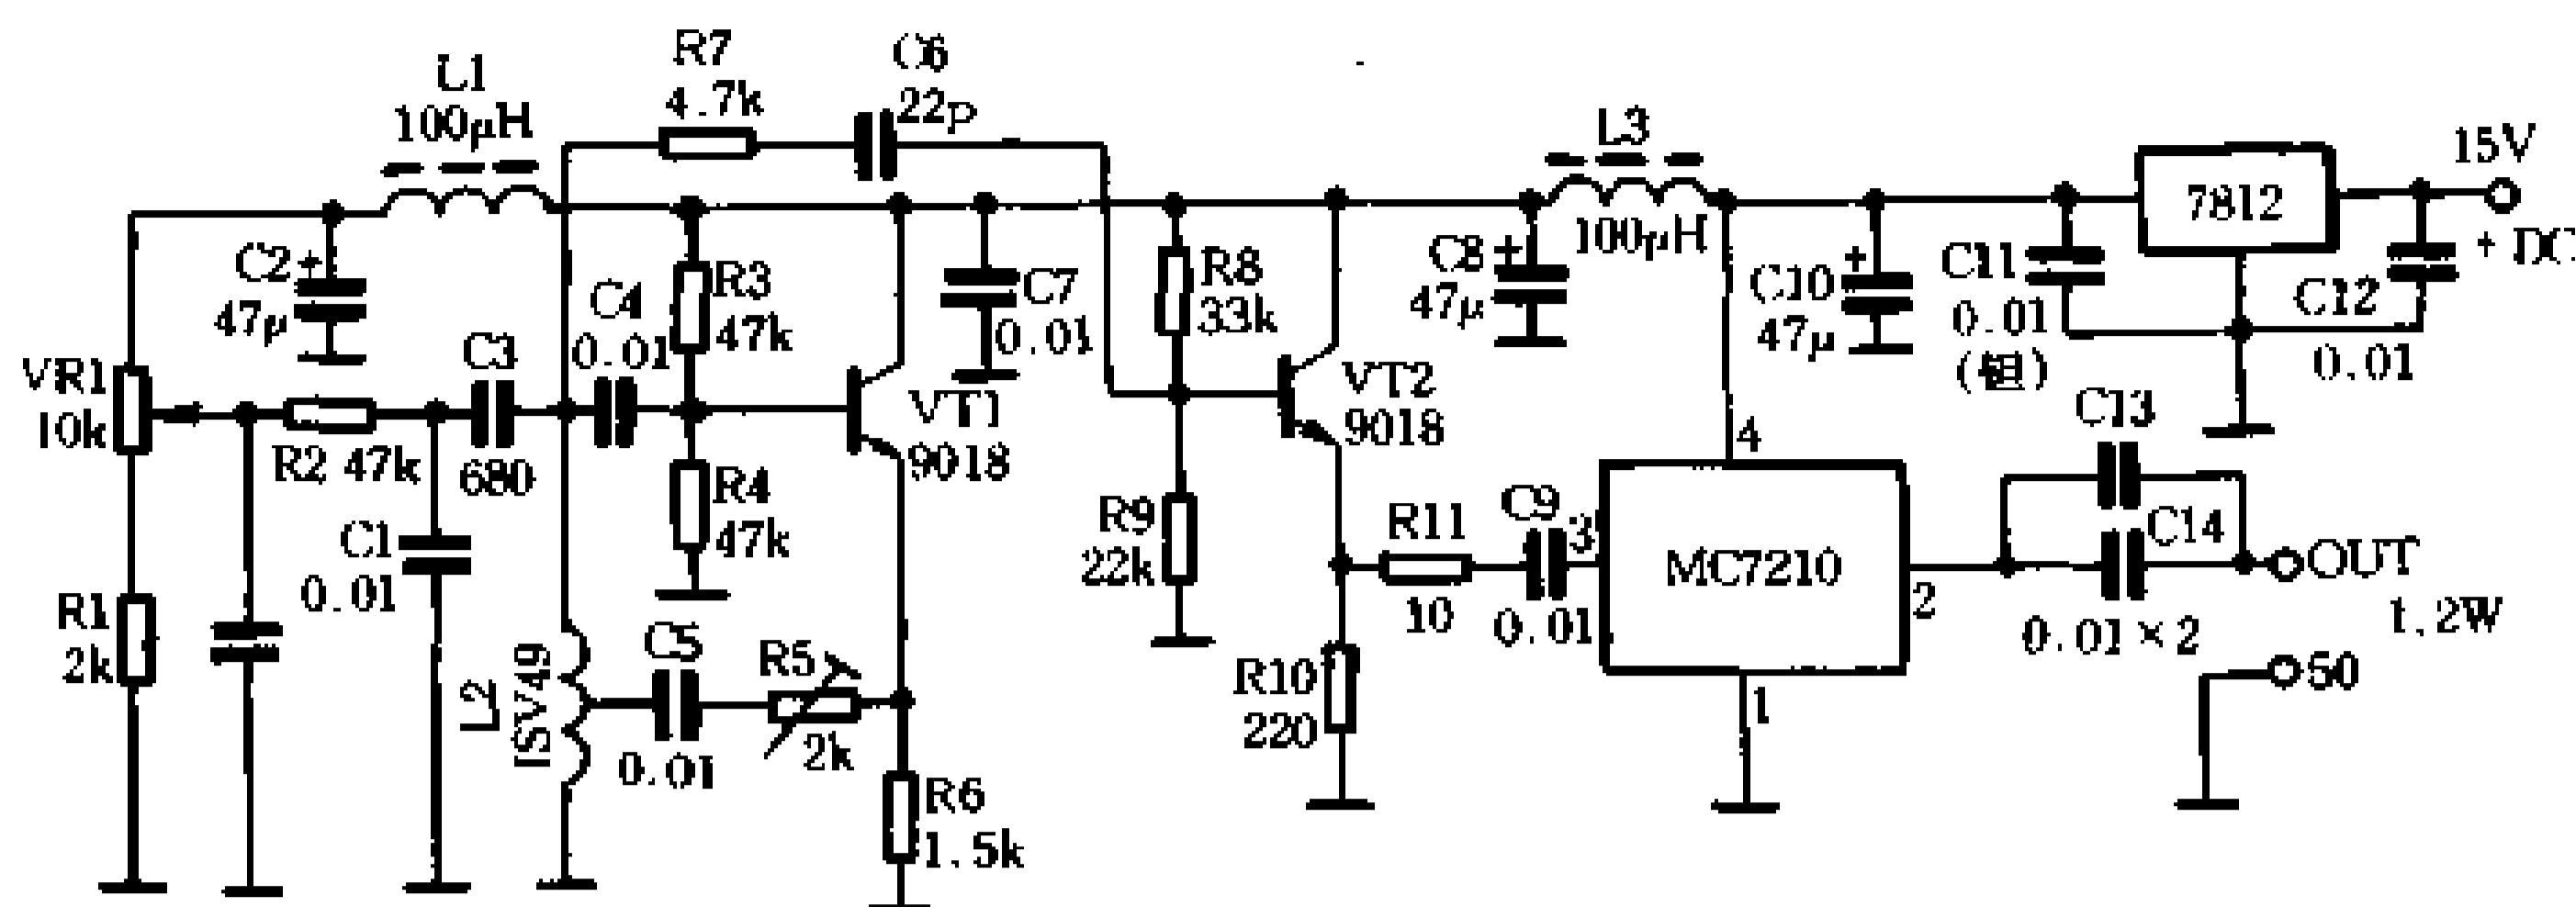 L1
100μH
R7
4.7k
C6
22p
L3
100μH
7812
15V
+ DC
C2
+
47μ
C3
680
C4
0.01
R3
47k
C7
0.01
R8
33k
C8
+
47μ
C10
+
47μ
C11
0.01
(钽)
C12
0.01
VR1
10k
R2 47k
C1
0.01
VT1
9018
R4
47k
VT2
9018
R9
22k
R11
10
C9
0.01
3
4
MC7210
2
1
C13
C14
0.01×2
OUT
1.2W
50
R1
2k
L2
ISV49
C5
0.01
R5
2k
R6
1.5k
R10
220